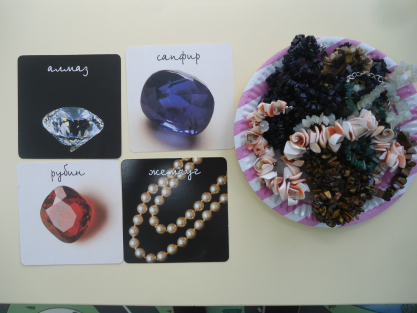 алмаз
сапфир
рубин
жемчуг